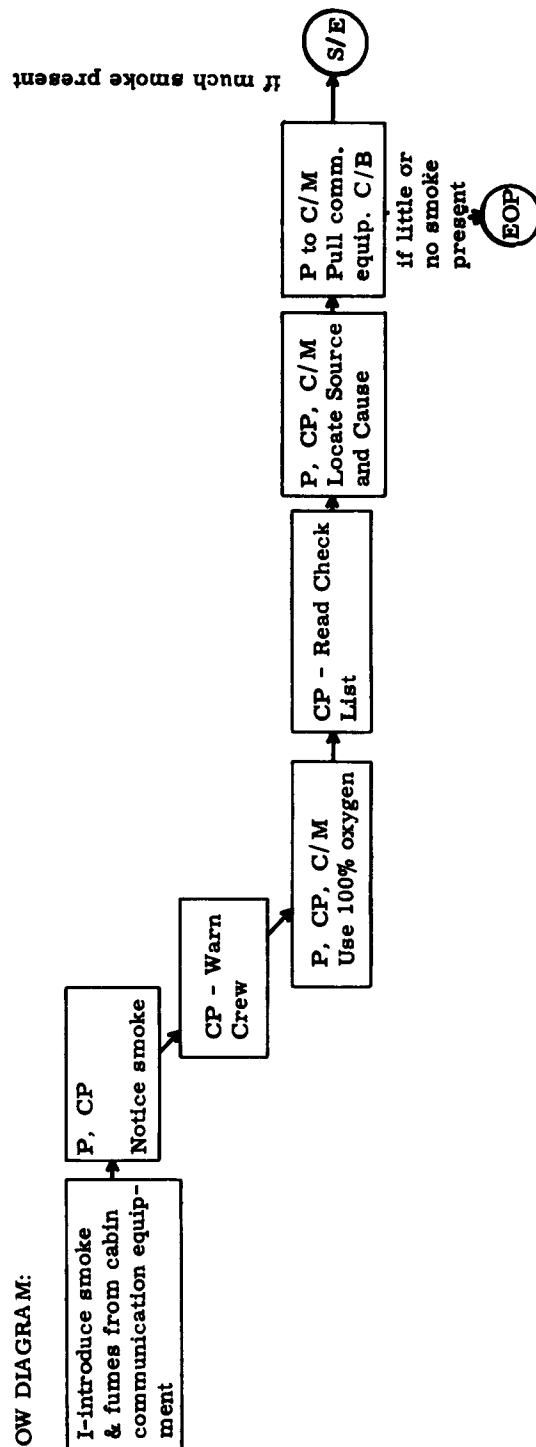 OW DIAGRAM:
I-introduce smoke
& fumes from cabin
communication equip-
ment
P, CP
Notice smoke
CP - Warn
Crew
P, CP, C/M
Use 100% oxygen
CP - Read Check
List
P, CP, C/M
Locate Source
and Cause
P to C/M
Pull comm.
equip. C/B
if much smoke present
S/E
if little or
no smoke
present
EOP